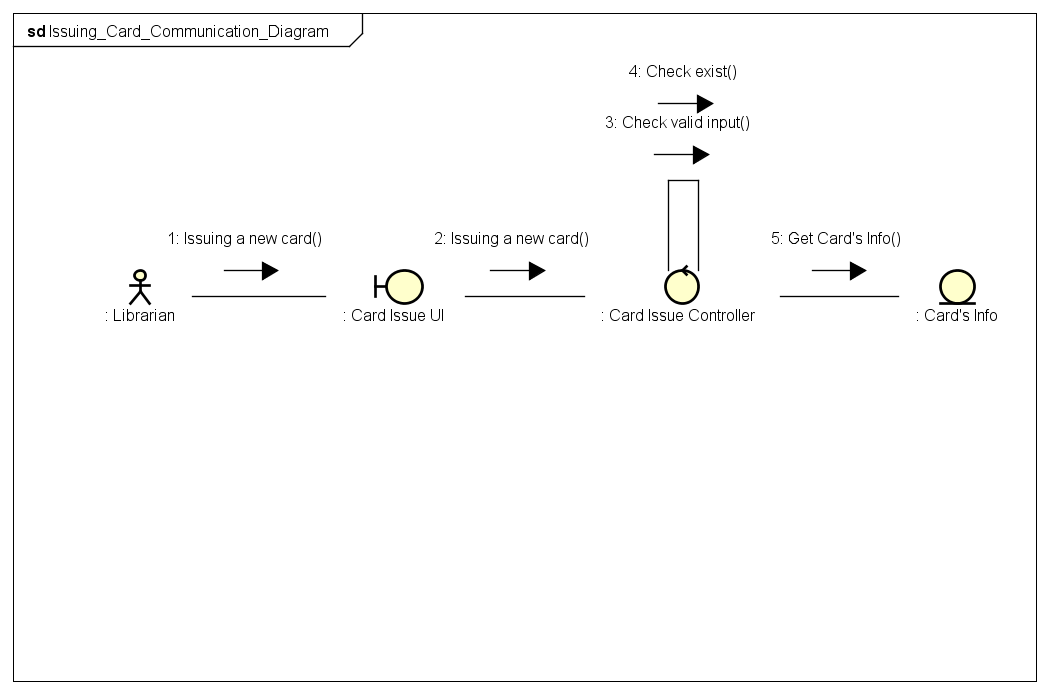 sd Issuing_Card_Communication_Diagram
4: Check exist()
3: Check valid input()
1: Issuing a new card()
2: Issuing a new card()
5: Get Card's Info()
: Librarian
: Card Issue UI
: Card Issue Controller
: Card's Info